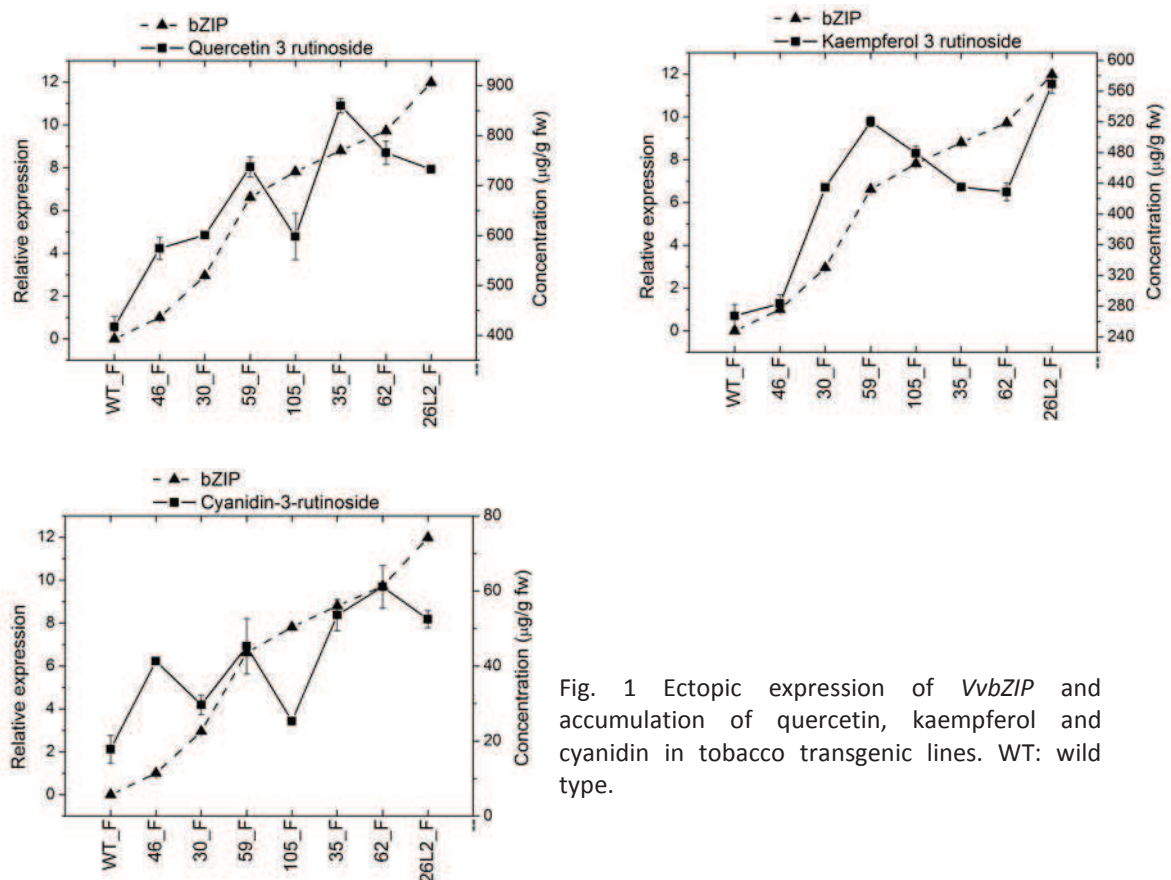 bZIP
Quercetin 3 rutinoside
12
10
8
6
4
2
0
Relative expression
900
800
700
600
500
400
Concentration (µg/g fw)
WT_F
46_F
30_F
59_F
105_F
35_F
62_F
26L2_F
bZIP
Kaempferol 3 rutinoside
12
10
8
6
4
2
0
Relative expression
600
560
520
480
440
400
360
320
280
240
Concentration (µg/g fw)
WT_F
46_F
30_F
59_F
105_F
35_F
62_F
26L2_F
bZIP
Cyanidin-3-rutinoside
12
10
8
6
4
2
0
Relative expression
80
60
40
20
0
Concentration (µg/g fw)
WT_F
46_F
30_F
59_F
105_F
35_F
62_F
26L2_F
Fig. 1 Ectopic expression of VvbZIP and
accumulation of quercetin, kaempferol and
cyanidin in tobacco transgenic lines. WT: wild
type.